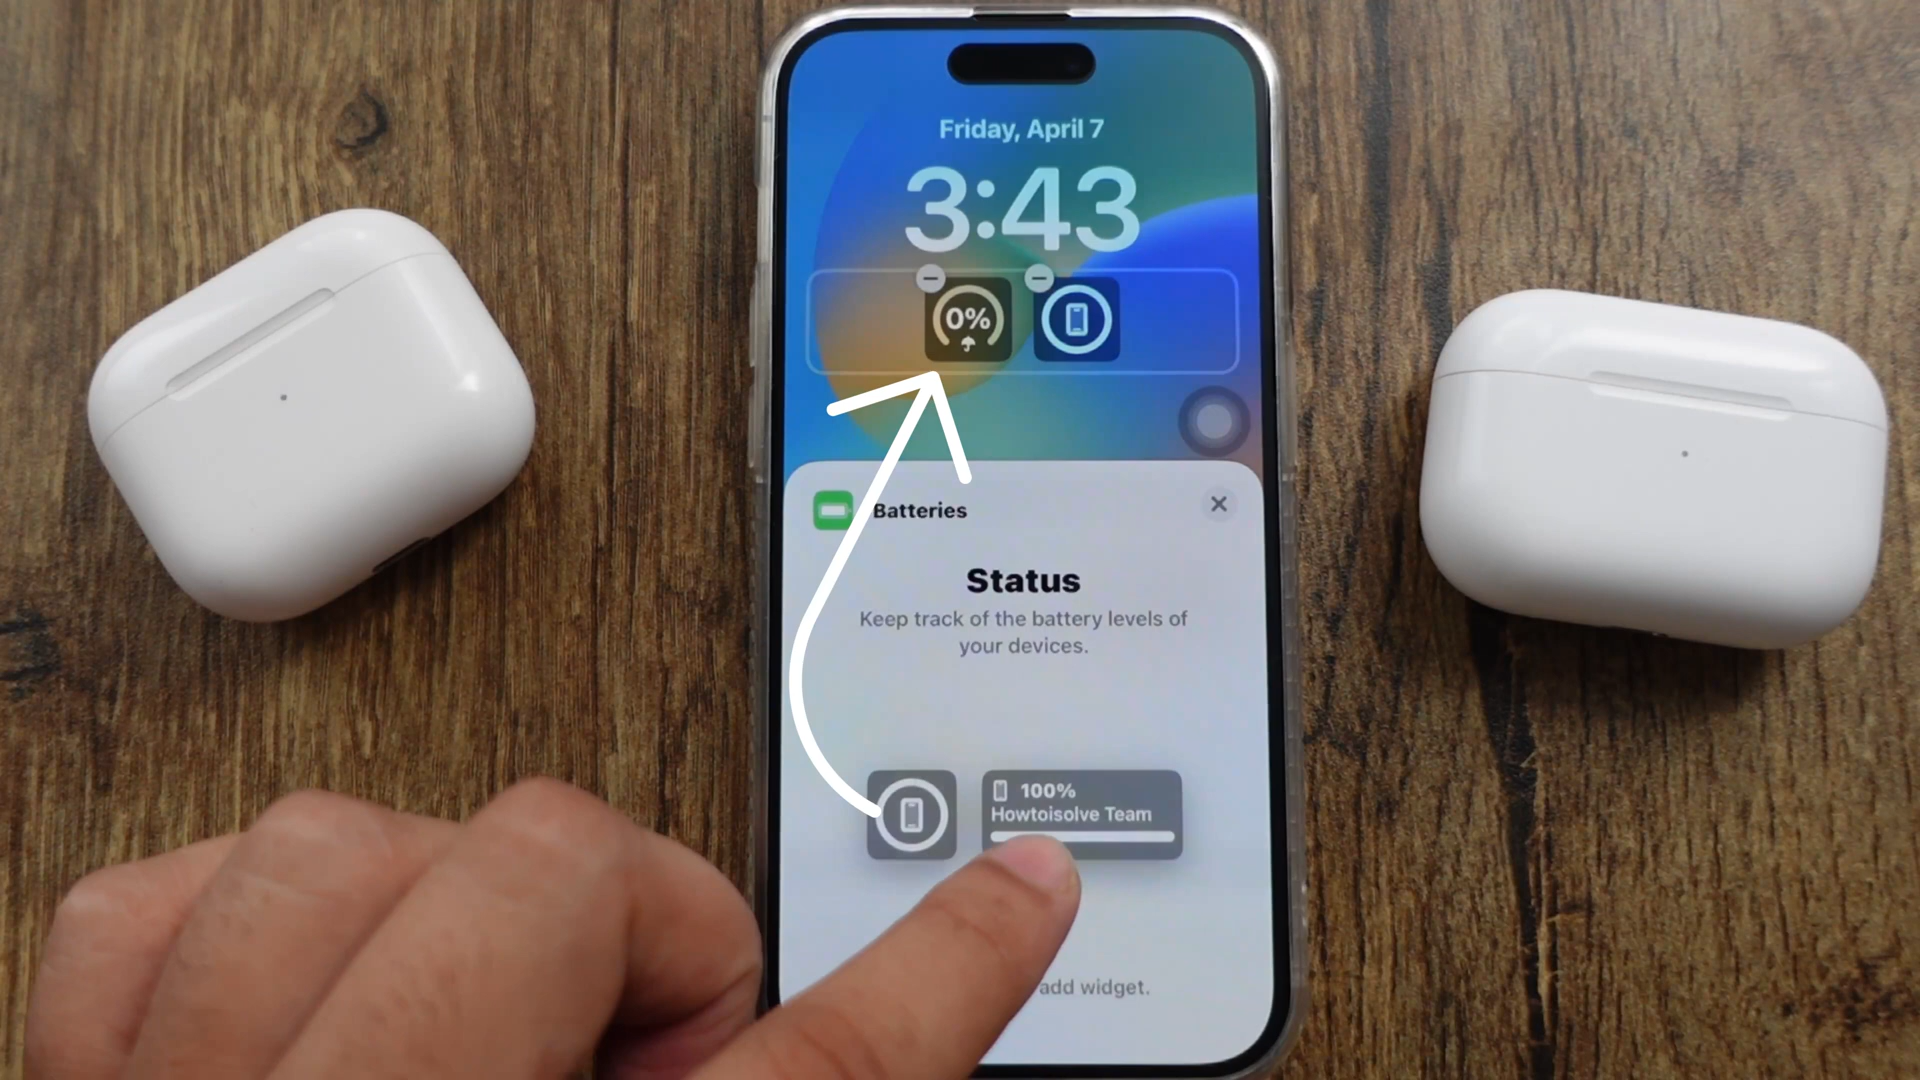 Friday, April 7
3:43
0%
Batteries
Status
Keep track of the battery levels of
your devices.
100%
Howtoisolve Team
add widget.